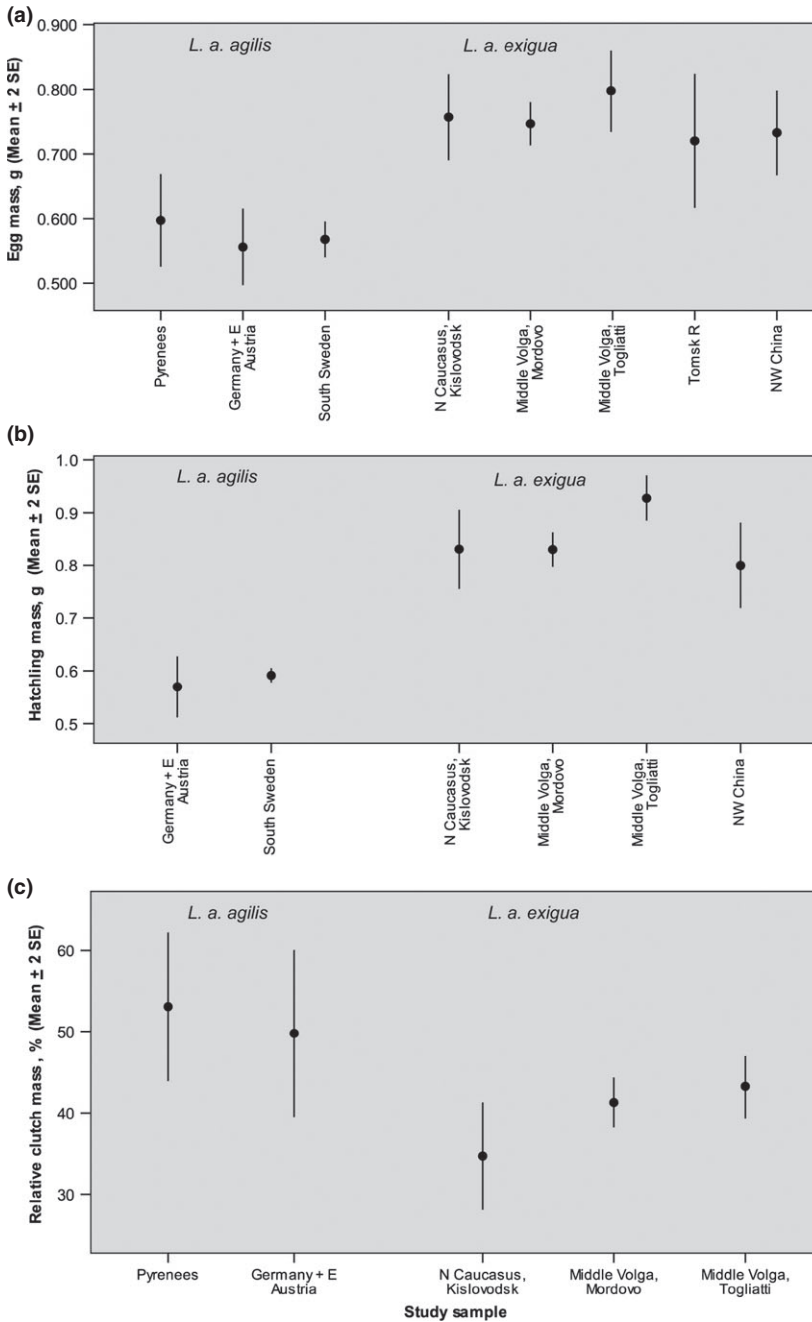 (a)
L. a. agilis
L. a. exigua
Egg mass, g (Mean ± 2 SE)
0.900
0.800
0.700
0.600
0.500
Pyrenees
Germany + E
Austria
South Sweden
N Caucasus,
Kislovodsk
Middle Volga,
Mordovo
Middle Volga,
Togliatti
Tomsk R
NW China
(b)
L. a. agilis
L. a. exigua
Hatchling mass, g (Mean ± 2 SE)
1.0
0.9
0.8
0.7
0.6
0.5
Germany + E
Austria
South Sweden
N Caucasus,
Kislovodsk
Middle Volga,
Mordovo
Middle Volga,
Togliatti
NW China
(c)
L. a. agilis
L. a. exigua
Relative clutch mass , % (Mean ± 2 SE)
60
50
40
30
Pyrenees
Germany + E
Austria
N Caucasus,
Kislovodsk
Middle Volga,
Mordovo
Middle Volga,
Togliatti
Study sample